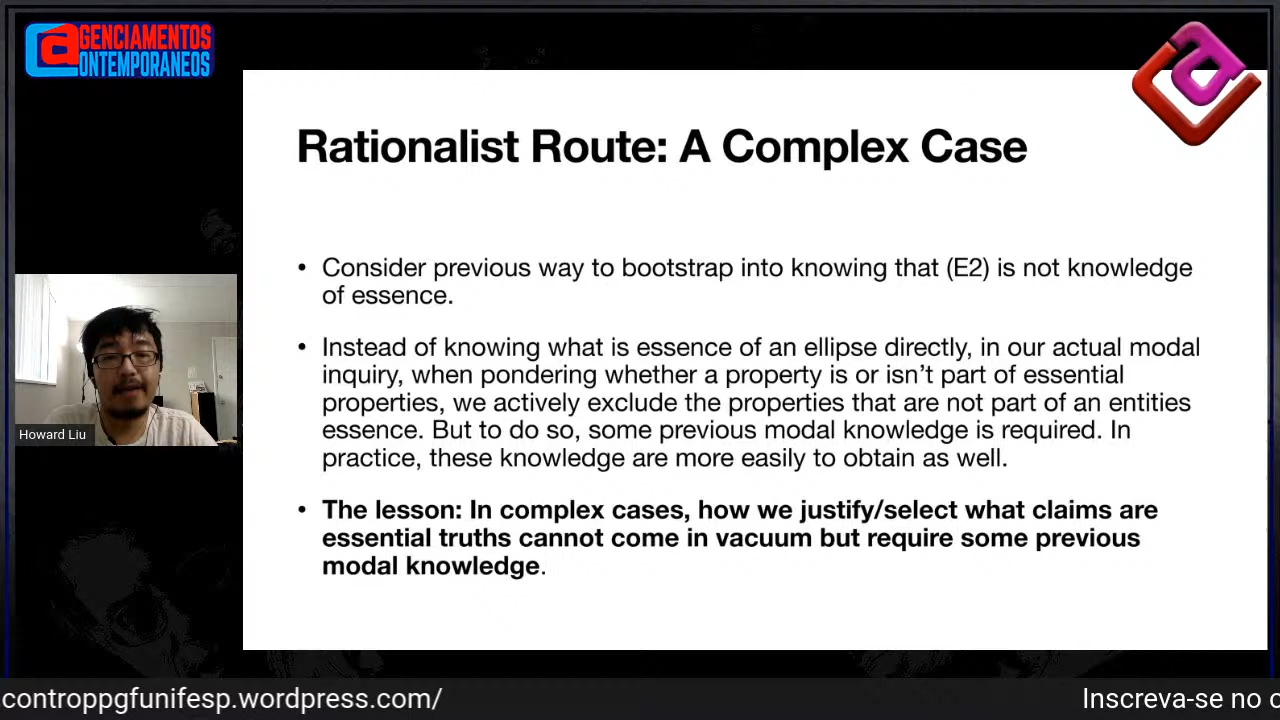 AGENCIAMENTOS
CONTEMPORANEOS
Rationalist Route: A Complex Case
• Consider previous way to bootstrap into knowing that (E2) is not knowledge
of essence.
• Instead of knowing what is essence of an ellipse directly, in our actual modal
inquiry, when pondering whether a property is or isn't part of essential
properties, we actively exclude the properties that are not part of an entities
essence. But to do so, some previous modal knowledge is required. In
practice, these knowledge are more easily to obtain as well.
• The lesson: In complex cases, how we justify/select what claims are
essential truths cannot come in vacuum but require some previous
modal knowledge.
Howard Liu
controppgfunifesp.wordpress.com/
Inscreva-se no c